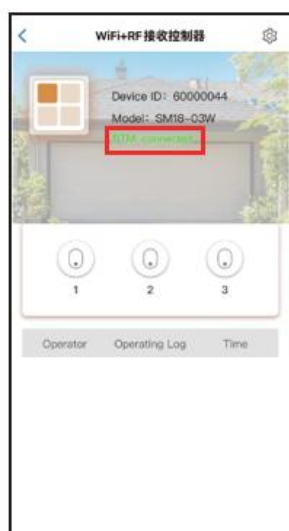 WiFi+RF接收控制器
Device ID: 60000044
Model: SM18-03W
connected
1 2 3
Operator Operating Log Time